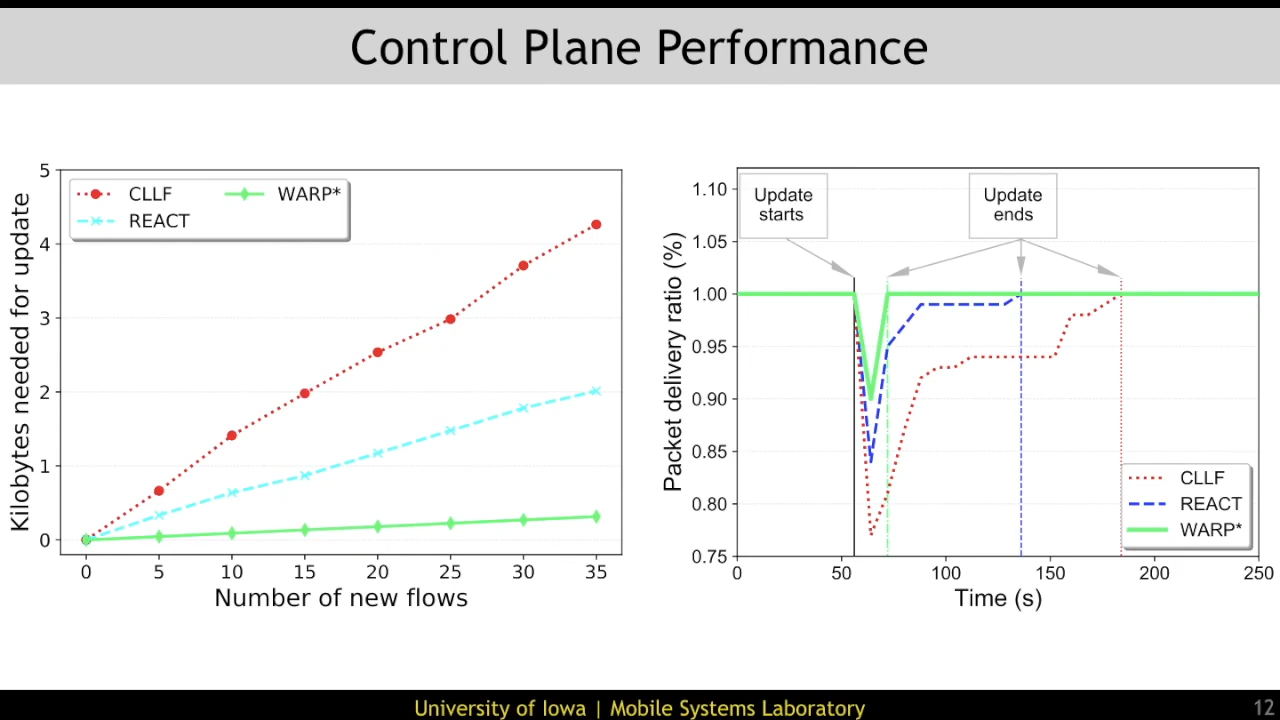 Control Plane Performance
5
4
3
2
1
0
Kilobytes needed for update
CLLF
WARP*
REACT
0 5 10 15 20 25 30 35
Number of new flows
1.10
1.05
1.00
0.95
0.90
0.85
0.80
0.75
Packet delivery ratio (%)
Update
starts
Update
ends
CLLF
REACT
WARP*
0 50 100 150 200 250
Time (s)
University of Iowa | Mobile Systems Laboratory
12